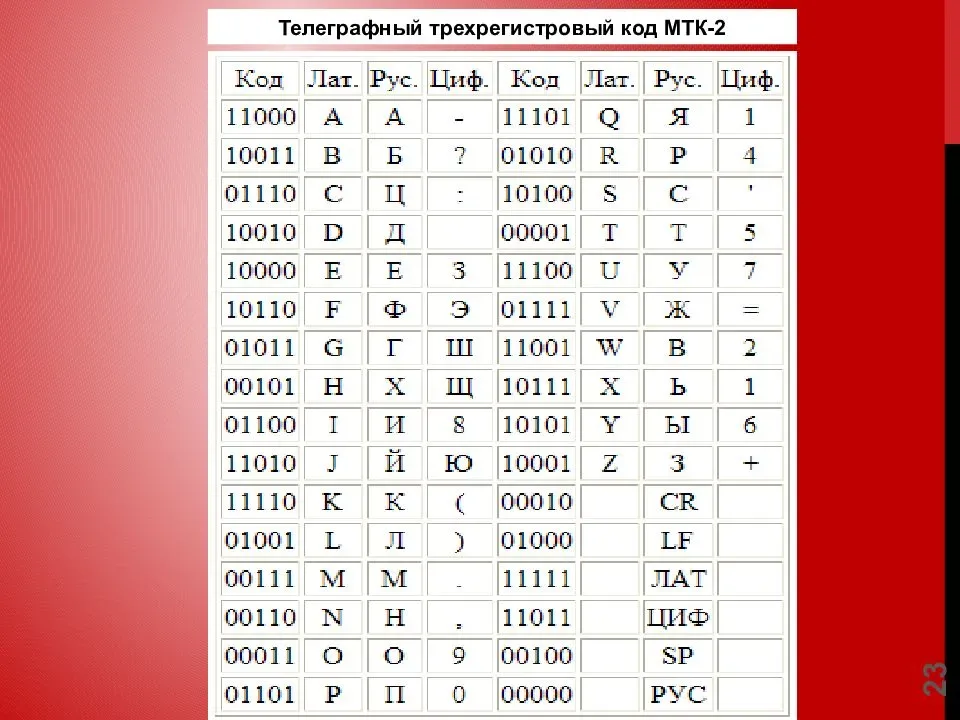 Телеграфный трехрегистровый код МТК-2
Код Лат. Рус. Циф. Код Лат. Рус. Циф.
11000 A А - 11101 Q Я 1
10011 B Б ? 01010 R Р 4
01110 C Ц : 10100 S С '
10010 D Д 00001 T Т 5
10000 E Е 3 11100 U У 7
10110 F Ф Э 01111 V Ж =
01011 G Г Ш 11001 W В 2
00101 H Х Щ 10111 X Ь 1
01100 I И 8 10101 Y Ы 6
11010 J Й Ю 10001 Z З +
11110 K К ( 00010 CR
01001 L Л ) 01000 LF
00111 M М . 11111 ЛАТ
00110 N Н , 11011 ЦИФ
00011 O О 9 00100 SP
01101 P П 0 00000 РУС
23